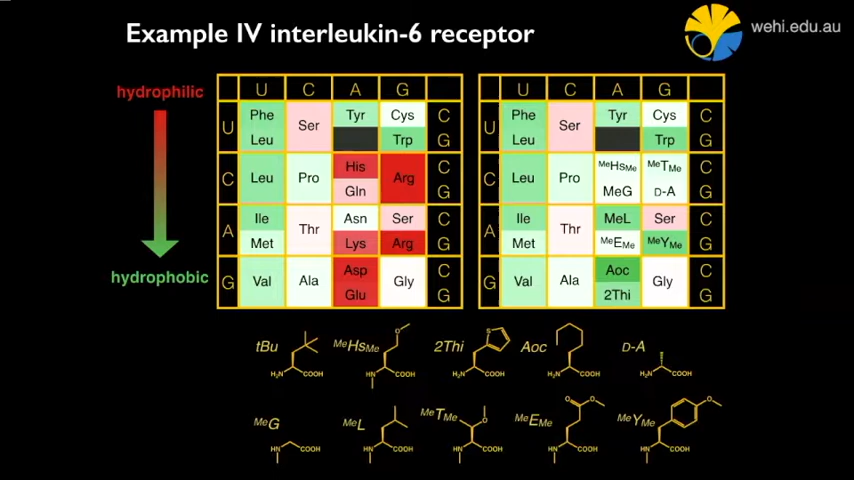 Example IV interleukin-6 receptor
wehi.edu.au
hydrophilic
hydrophobic
U C A G
U Phe Ser Tyr Cys C
Leu Trp G
C Leu Pro His Arg C
Gln G
A Ile Thr Asn Ser C
Met Lys Arg G
G Val Ala Asp Gly C
Glu G
U C A G
U Phe Ser Tyr Cys C
Leu Trp G
C Leu Pro MeHsMe MeTMe C
MeG D-A G
A Ile Thr MeL Ser C
Met MeEMe MeYMe G
G Val Ala Aoc Gly C
2Thi G
tBu MeHsMe 2Thi Aoc D-A
O S
H2N COOH HN COOH H2N COOH H2N COOH H2N COOH
MeG MeL MeTMe MeEMe MeYMe
O O O O
HN COOH HN COOH HN COOH HN COOH HN COOH